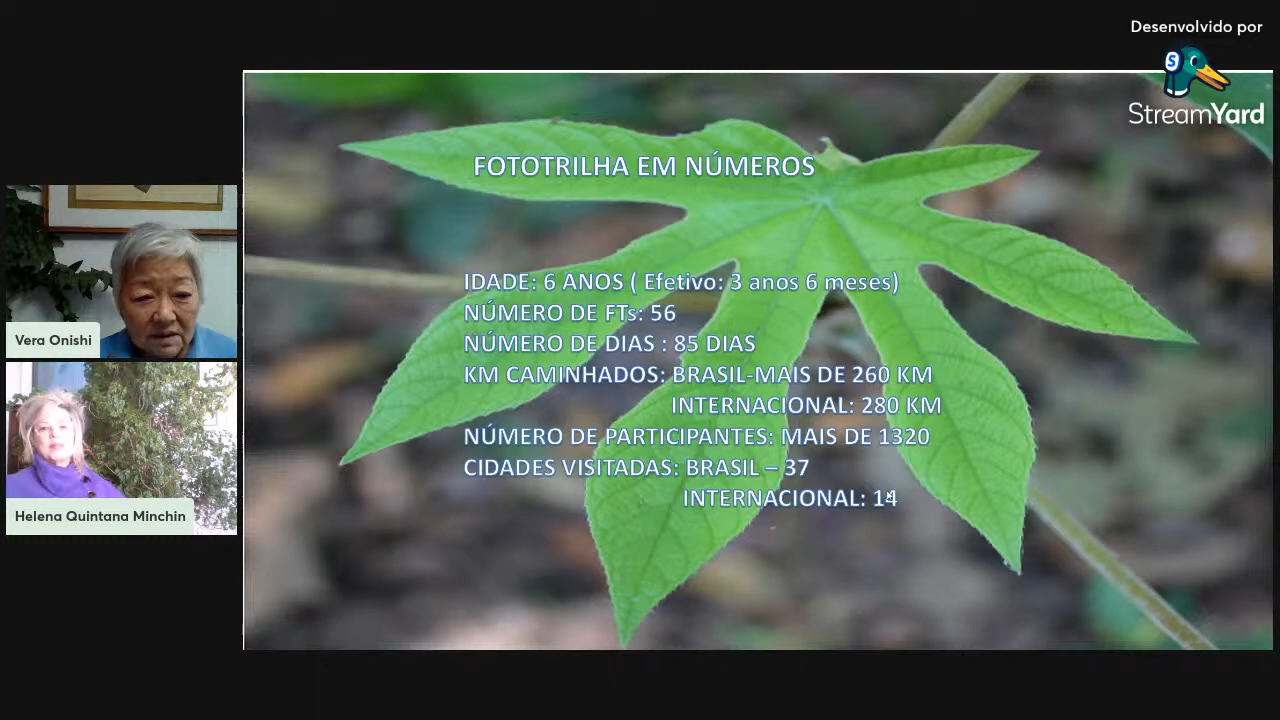 Desenvolvido por
StreamYard
FOTOTRILHA EM NÚMEROS
IDADE: 6 ANOS ( Efetivo: 3 anos 6 meses)
NÚMERO DE FTs: 56
NÚMERO DE DIAS : 85 DIAS
KM CAMINHADOS: BRASIL-MAIS DE 260 KM
INTERNACIONAL: 280 KM
NÚMERO DE PARTICIPANTES: MAIS DE 1320
CIDADES VISITADAS: BRASIL – 37
INTERNACIONAL: 14
Vera Onishi
Helena Quintana Minchin